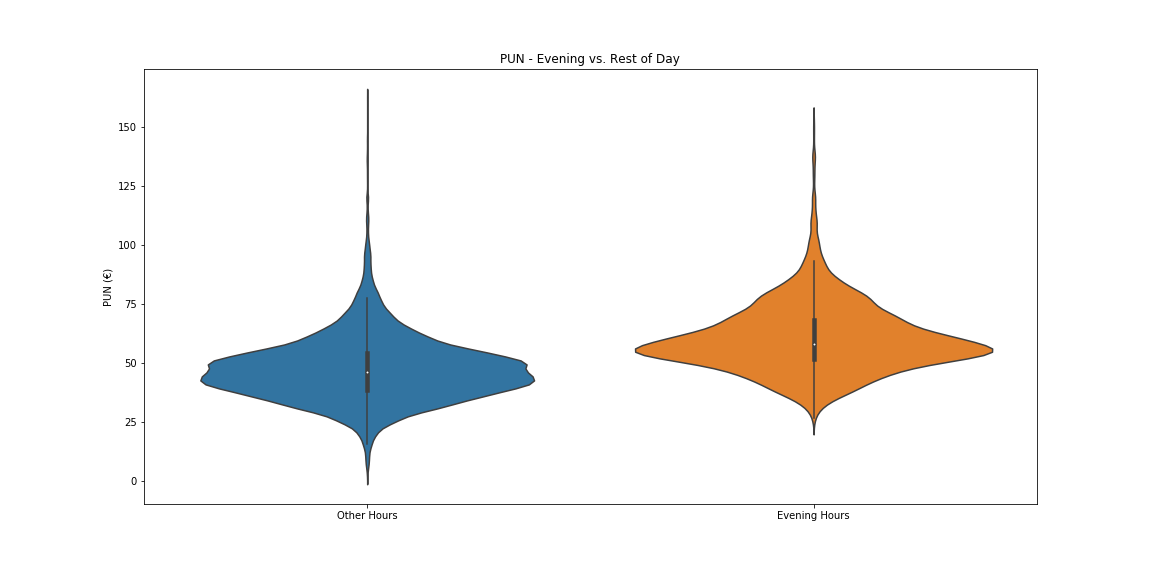 PUN - Evening vs. Rest of Day
PUN (€)
150
125
100
75
50
25
0
Other Hours
Evening Hours